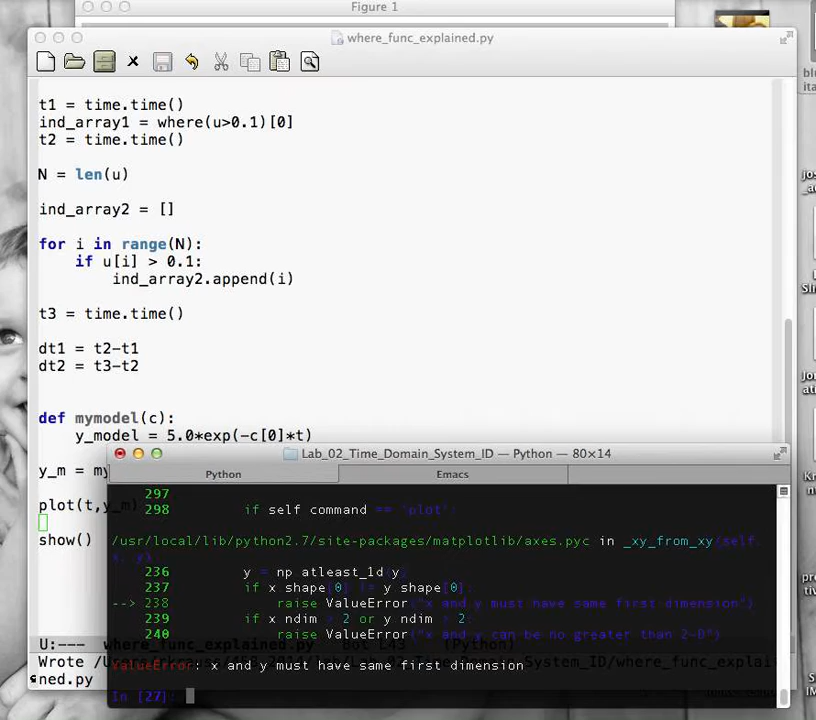 Figure 1
where_func_explained.py
t1 = time.time()
ind_array1 = where(u>0.1)[0]
t2 = time.time()
N = len(u)
ind_array2 = []
for i in range(N):
if u[i] > 0.1:
ind_array2.append(i)
t3 = time.time()
dt1 = t2-t1
dt2 = t3-t2
def mymodel(c):
y_model = 5.0*exp(-c[0]*t)
y_m = my
plot(t,y_m)
show()
U:--- where_func_explained.py Bot L43 (Python)
Wrote
ned.py
Lab_02_Time_Domain_System_ID — Python — 80×14
Python
Emacs
297
298 if self command == 'plot'
/usr/local/lib/python2.7/site-packages/matplotlib/axes.pyc in _xy_from_xy(self,
x, y)
236 y = np atleast_1d(y)
237 if x shape[0] != y shape[0]:
--> 238 raise ValueError("x and y must have same first dimension")
239 if x ndim > 2 or y ndim > 2:
240 raise ValueError("x and y can be no greater than 2-D")
ValueError: x and y must have same first dimension
In [27]: